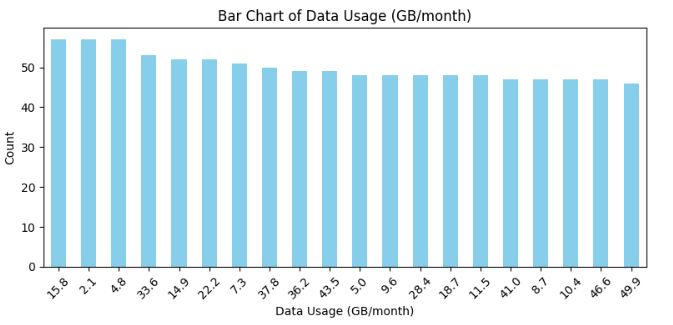 Bar Chart of Data Usage (GB/month)
Count
50
40
30
20
10
0
15.8 2.1 4.8 33.6 14.9 22.2 7.3 37.8 36.2 43.5 5.0 9.6 28.4 18.7 11.5 41.0 8.7 10.4 46.6 49.9
Data Usage (GB/month)